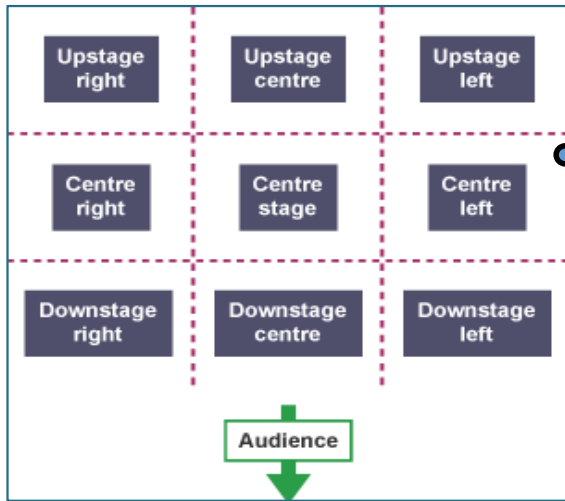 Upstage
right
Upstage
centre
Upstage
left
Centre
right
Centre
stage
Centre
left
Downstage
right
Downstage
centre
Downstage
left
Audience